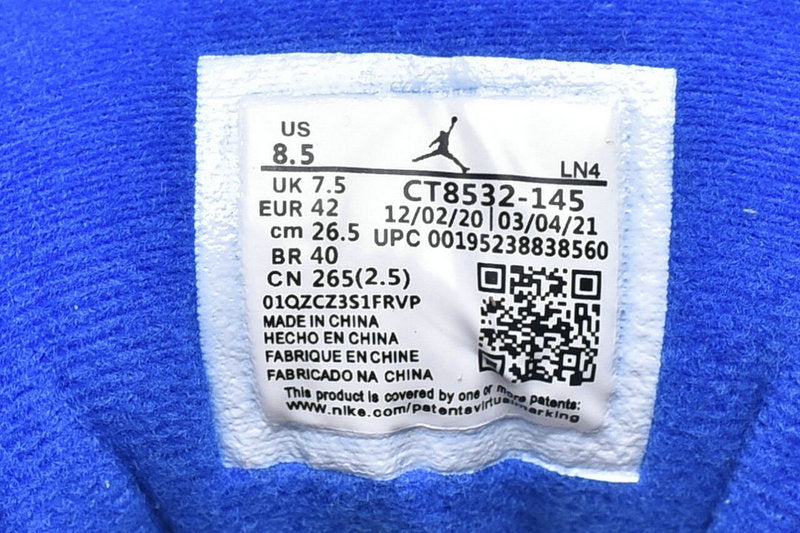 US
8.5
LN4
UK 7.5
CT8532-145
EUR 42
12/02/20 | 03/04/21
cm 26.5
UPC 00195238838560
BR 40
CN 265(2.5)
01QZCZ3S1FRVP
MADE IN CHINA
HECHO EN CHINA
FABRIQUE EN CHINE
FABRICADO NA CHINA
This product is covered by one or more patents:
www.nike.com/patentsvirtualmarking